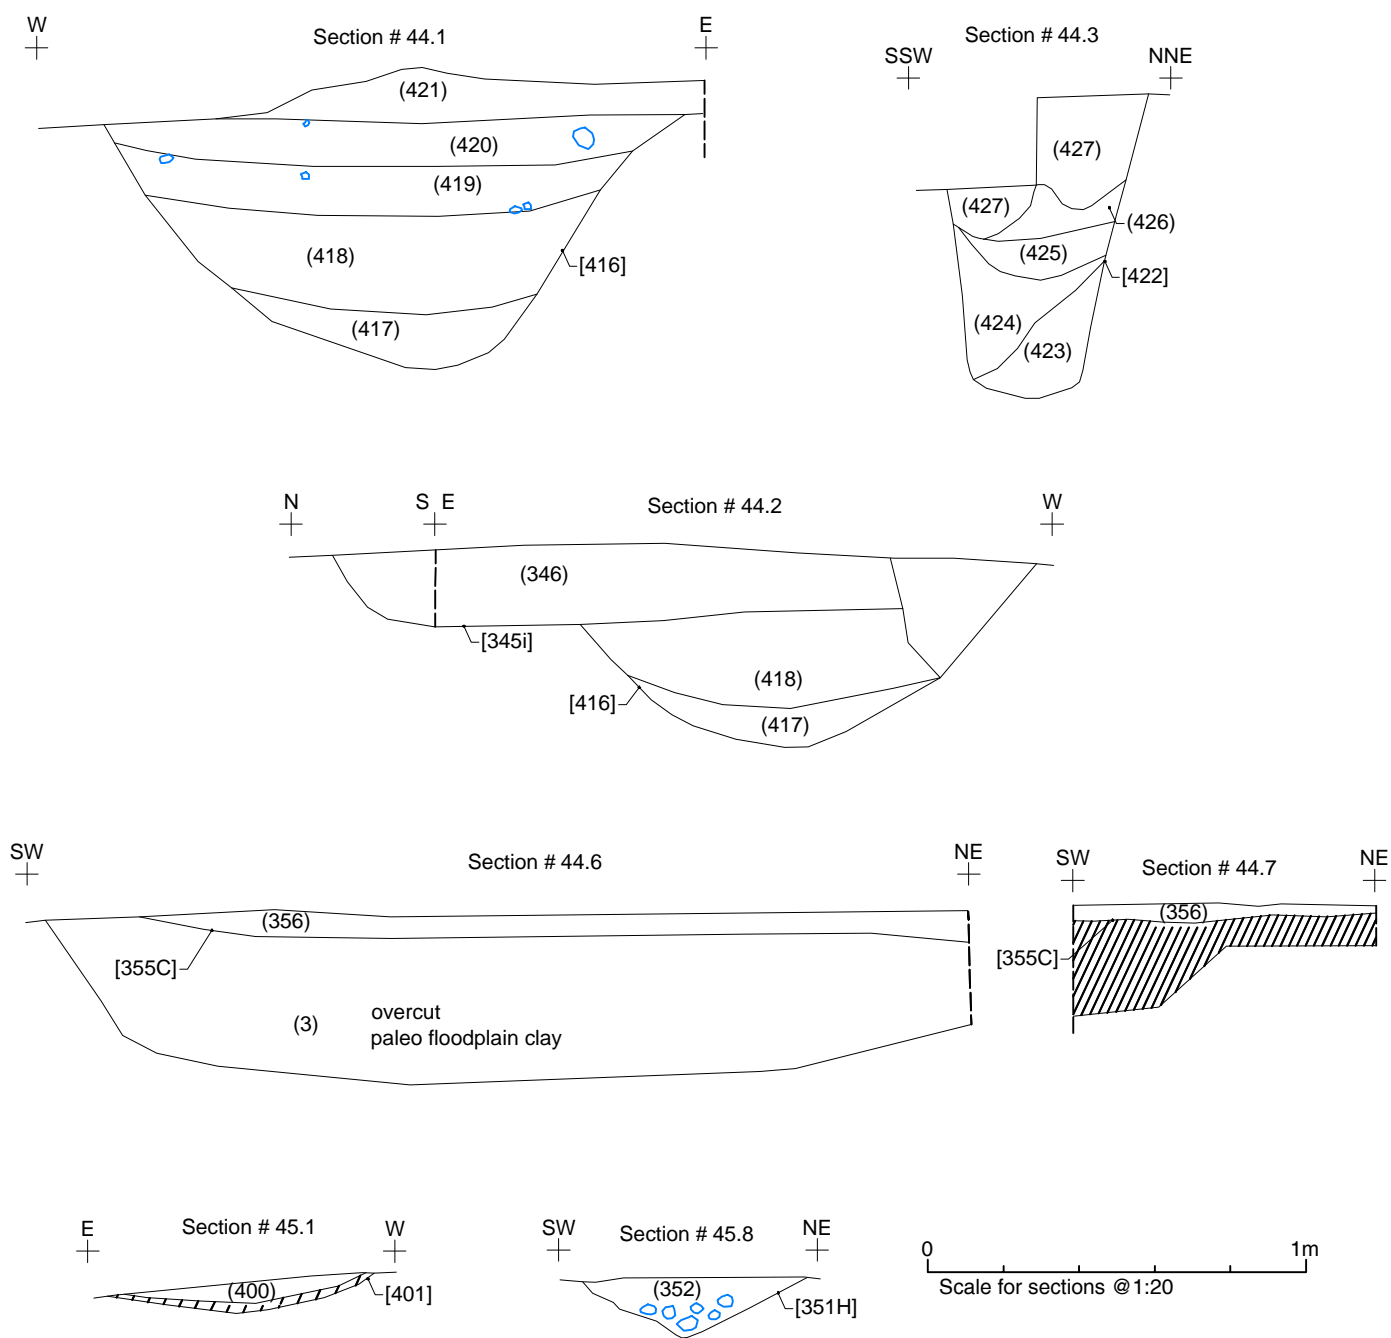 W
Section # 44.1
E
(421)
(420)
(419)
(418)
[416]
(417)
Section # 44.3
SSW
NNE
(427)
(427)
(426)
(425)
[422]
(424)
(423)
N
S E
Section # 44.2
W
(346)
[345i]
(418)
[416]
(417)
SW
Section # 44.6
NE
(356)
[355C]
(3)
overcut
paleo floodplain clay
SW
Section # 44.7
NE
(356)
[355C]
E
Section # 45.1
W
(400)
[401]
SW
Section # 45.8
NE
(352)
[351H]
0
1m
Scale for sections @1:20